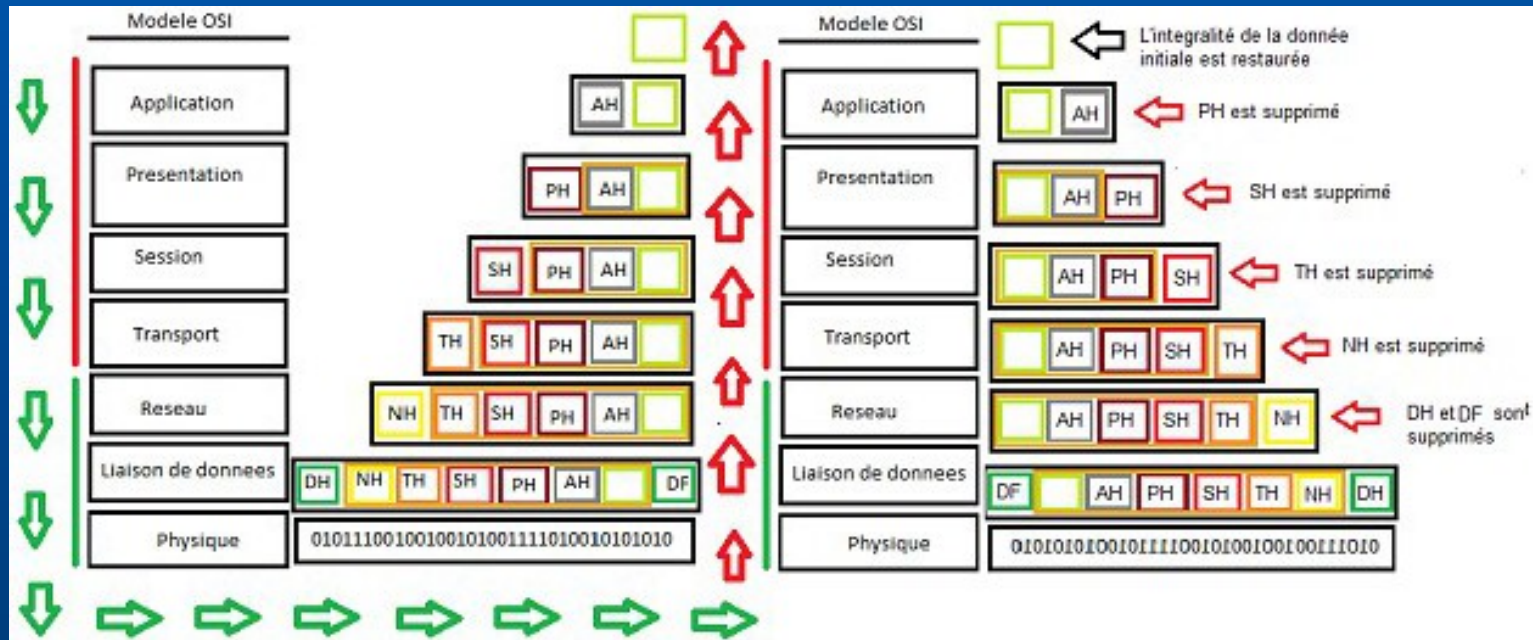 Modele OSI
Application
AH
Presentation
PH AH
Session
SH PH AH
Transport
TH SH PH AH
Reseau
NH TH SH PH AH
Liaison de donnees
DH NH TH SH PH AH DF
Physique
0101110010010010100111101001010101010
Modele OSI
L'integralité de la donnée
initiale est restaurée
Application
AH
PH est supprimé
Presentation
AH PH
SH est supprimé
Session
AH PH SH
TH est supprimé
Transport
AH PH SH TH
NH est supprimé
Reseau
AH PH SH TH NH
DH et DF sont
supprimés
Liaison de donnees
DF AH PH SH TH NH DH
Physique
0101010100101111001010010010011101​0